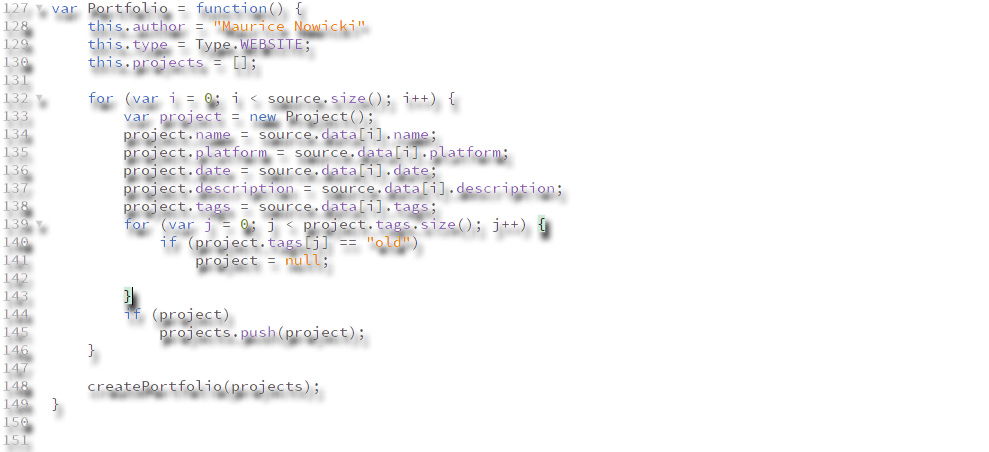 127 var Portfolio = function() {
128 this.author = "Maurice Nowicki"
129 this.type = Type.WEBSITE;
130 this.projects = [];
131
132 for (var i = 0; i < source.size(); i++) {
133 var project = new Project();
134 project.name = source.data[i].name;
135 project.platform = source.data[i].platform;
136 project.date = source.data[i].date;
137 project.description = source.data[i].description;
138 project.tags = source.data[i].tags;
139 for (var j = 0; j < project.tags.size(); j++) {
140 if (project.tags[j] == "old")
141 project = null;
142
143 }
144 if (project)
145 projects.push(project);
146 }
147
148 createPortfolio(projects);
149 }
150
151